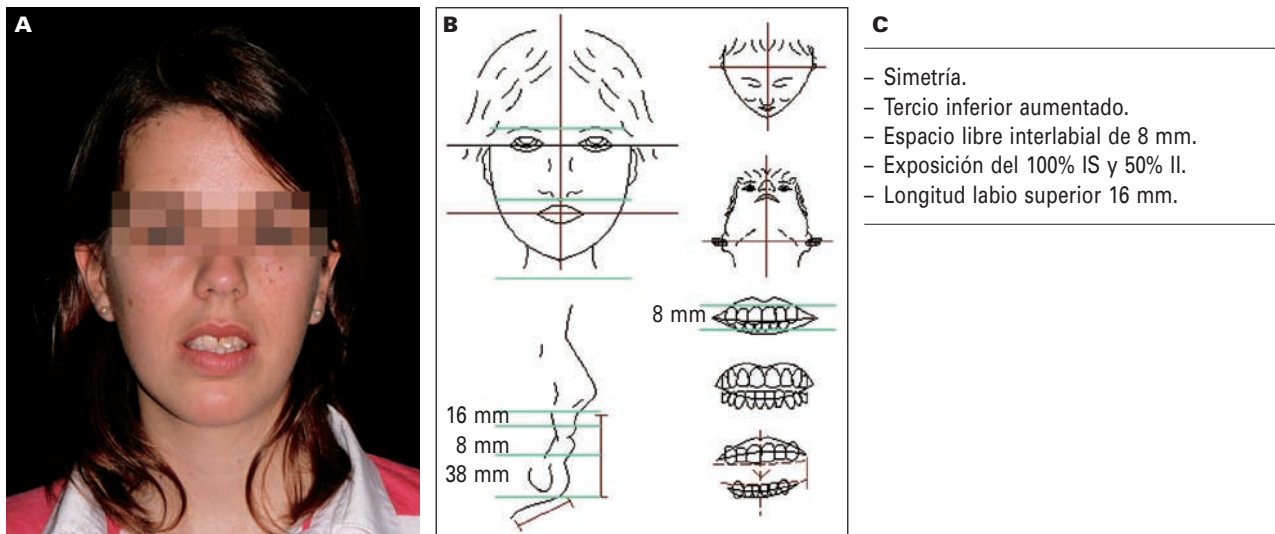 A
B
8 mm
16 mm
8 mm
38 mm
C
– Simetría.
– Tercio inferior aumentado.
– Espacio libre interlabial de 8 mm.
– Exposición del 100% IS y 50% II.
– Longitud labio superior 16 mm.